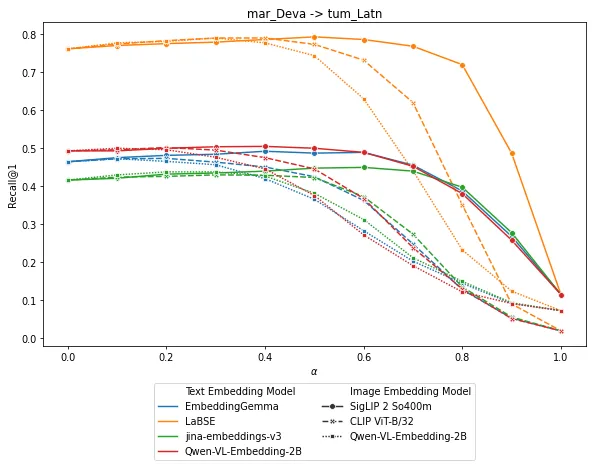 mar_Deva -> tum_Latn
Recall@1
0.8
0.7
0.6
0.5
0.4
0.3
0.2
0.1
0.0
0.0 0.2 0.4 0.6 0.8 1.0
α
Text Embedding Model Image Embedding Model
EmbeddingGemma SigLIP 2 So400m
LaBSE CLIP ViT-B/32
jina-embeddings-v3 Qwen-VL-Embedding-2B
Qwen-VL-Embedding-2B